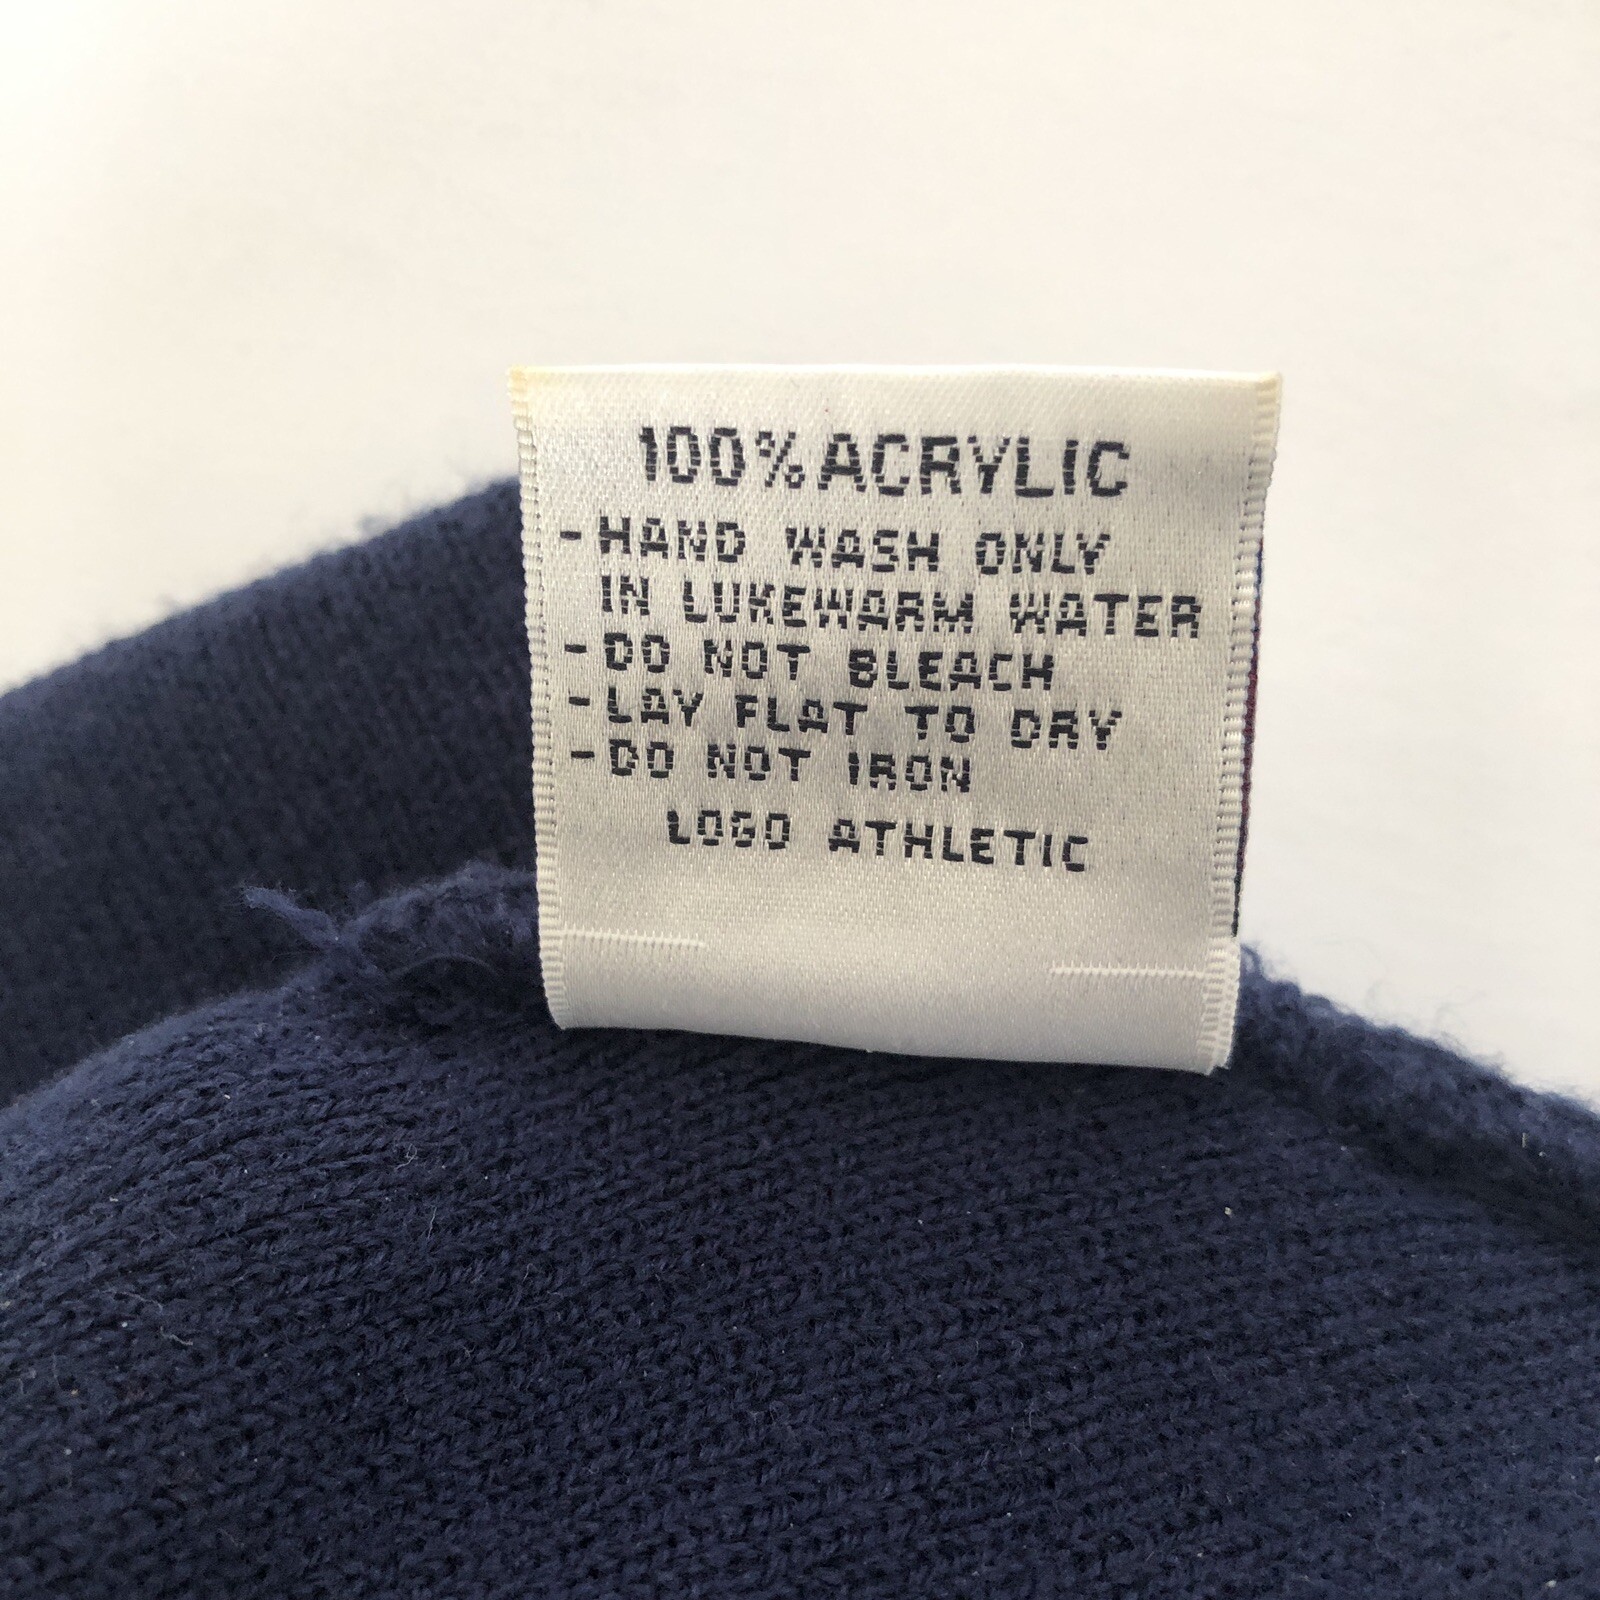 100% ACRYLIC
-HAND WASH ONLY
IN LUKEWARM WATER
-DO NOT BLEACH
-LAY FLAT TO DRY
-DO NOT IRON
LOGO ATHLETIC